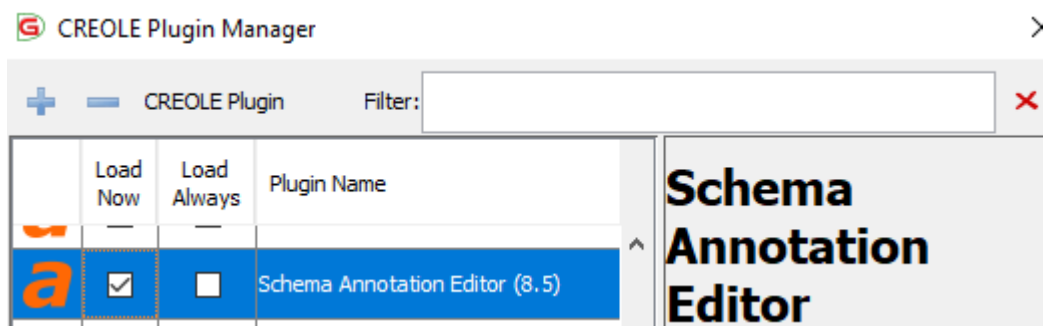 CREOLE Plugin Manager
CREOLE Plugin Filter:
Load Now Load Always Plugin Name
a Schema Annotation Editor (8.5)
Schema
Annotation
Editor